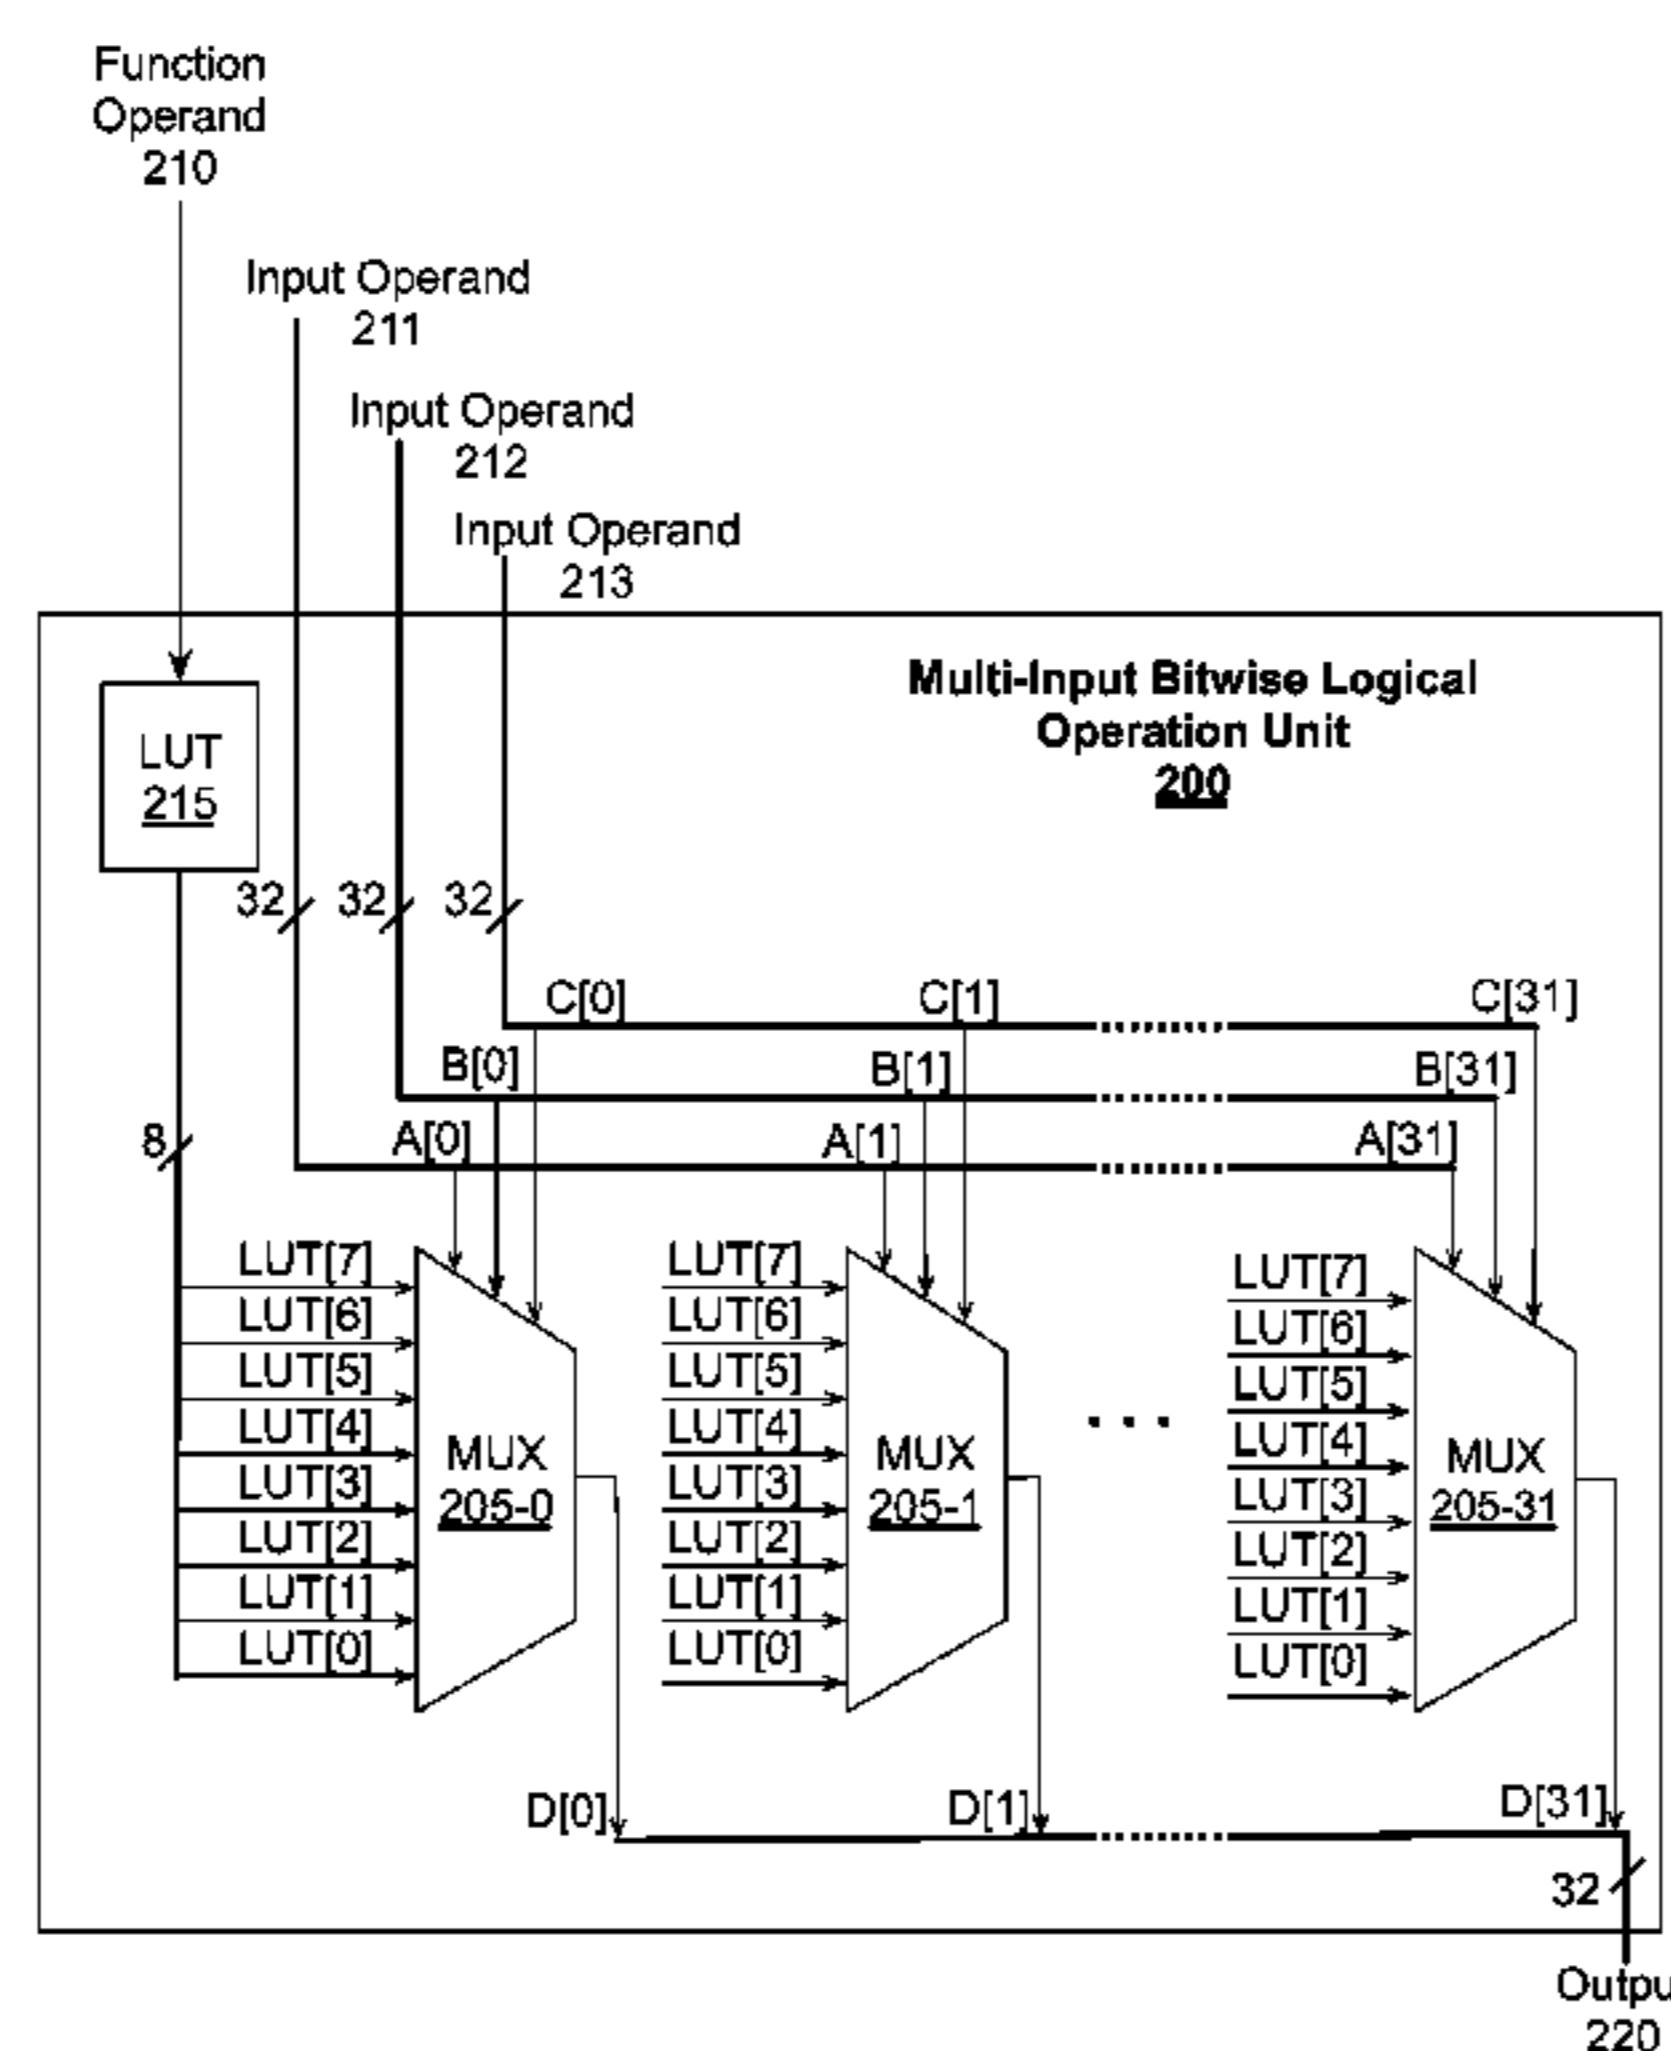 Function
Operand
210
Input Operand
211
Input Operand
212
Input Operand
213
Multi-Input Bitwise Logical
Operation Unit
200
LUT
215
32 32 32
C[0] C[1] C[31]
B[0] B[1] B[31]
8 A[0] A[1] A[31]
LUT[7] LUT[7] LUT[7]
LUT[6] LUT[6] LUT[6]
LUT[5] LUT[5] LUT[5]
LUT[4] LUT[4] LUT[4]
MUX MUX MUX
LUT[3] LUT[3] LUT[3]
205-0 205-1 205-31
LUT[2] LUT[2] LUT[2]
LUT[1] LUT[1] LUT[1]
LUT[0] LUT[0] LUT[0]
D[0] D[1] D[31]
32
Outpu
220